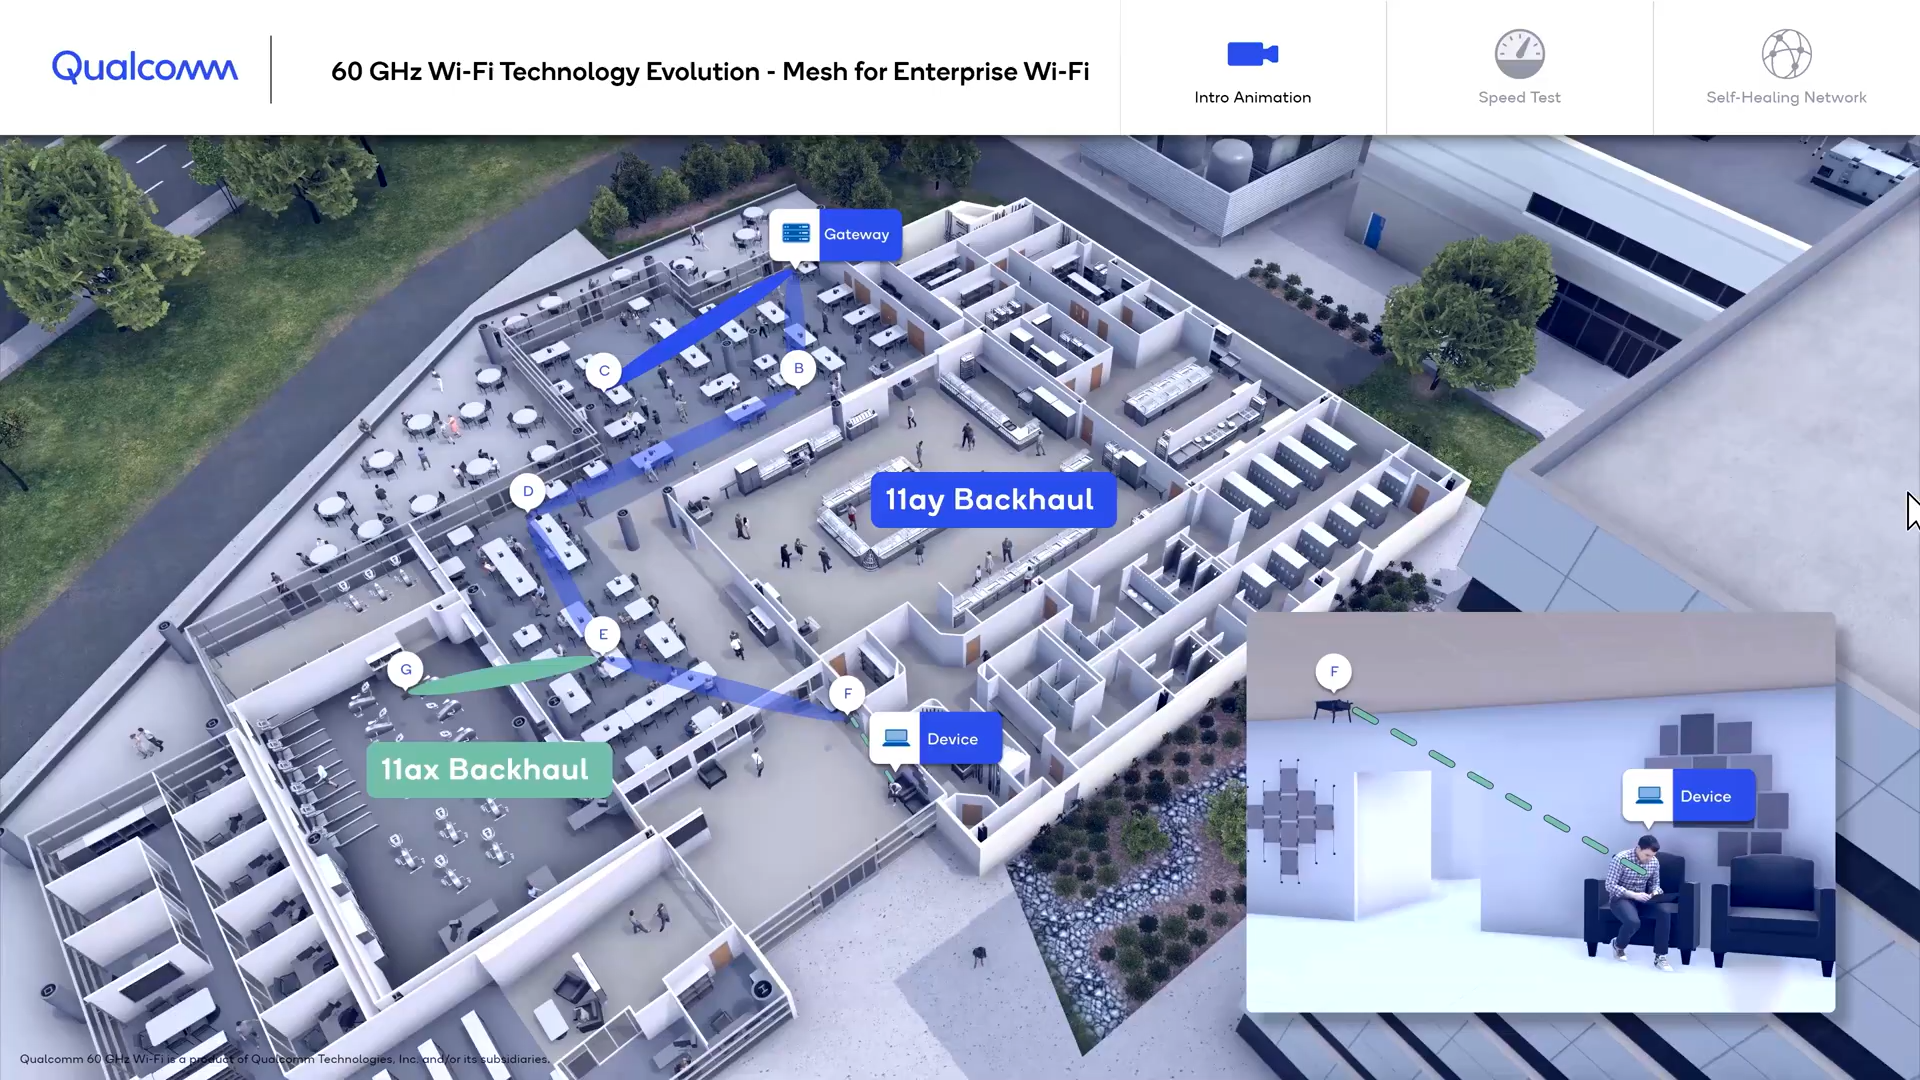 Qualcomm
60 GHz Wi-Fi Technology Evolution - Mesh for Enterprise Wi-Fi
Intro Animation
Speed Test
Self-Healing Network
Gateway
C
B
D
11ay Backhaul
E
G
F
Device
11ax Backhaul
F
Device
H
Qualcomm 60 GHz Wi-Fi is a product of Qualcomm Technologies, Inc. and/or its subsidiaries.